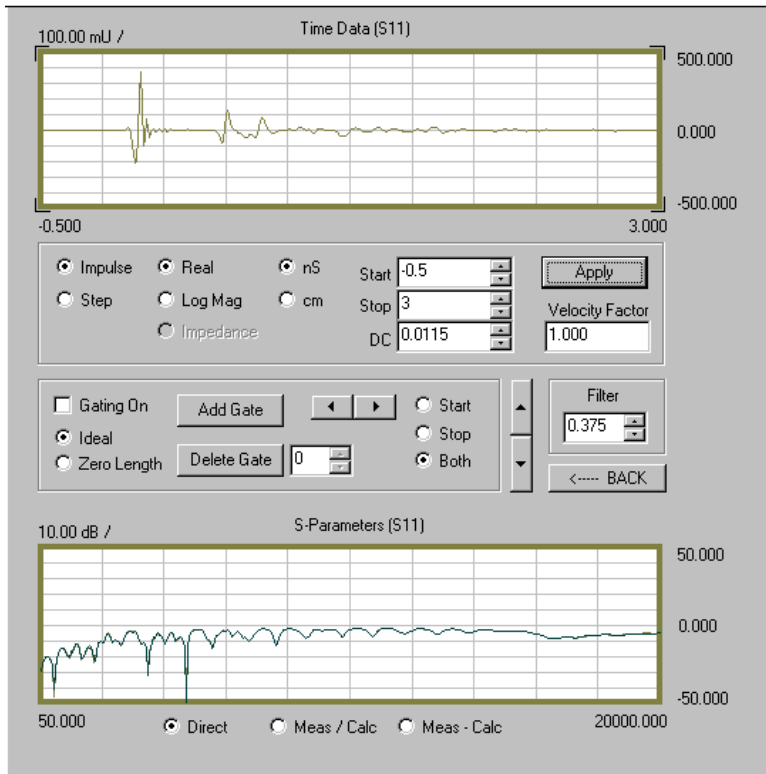 Time Data (S11)
100.00 mU /
500.000
0.000
-500.000
-0.500
3.000
Impulse
Real
nS
Start -0.5
Apply
Step
Log Mag
cm
Stop 3
Velocity Factor
Impedance
DC 0.0115
1.000
Gating On
Add Gate
Start
Filter
Ideal
Stop
0.375
Zero Length
Delete Gate 0
Both
<----- BACK
S-Parameters (S11)
10.00 dB /
50.000
0.000
-50.000
50.000
20000.000
Direct
Meas / Calc
Meas - Calc